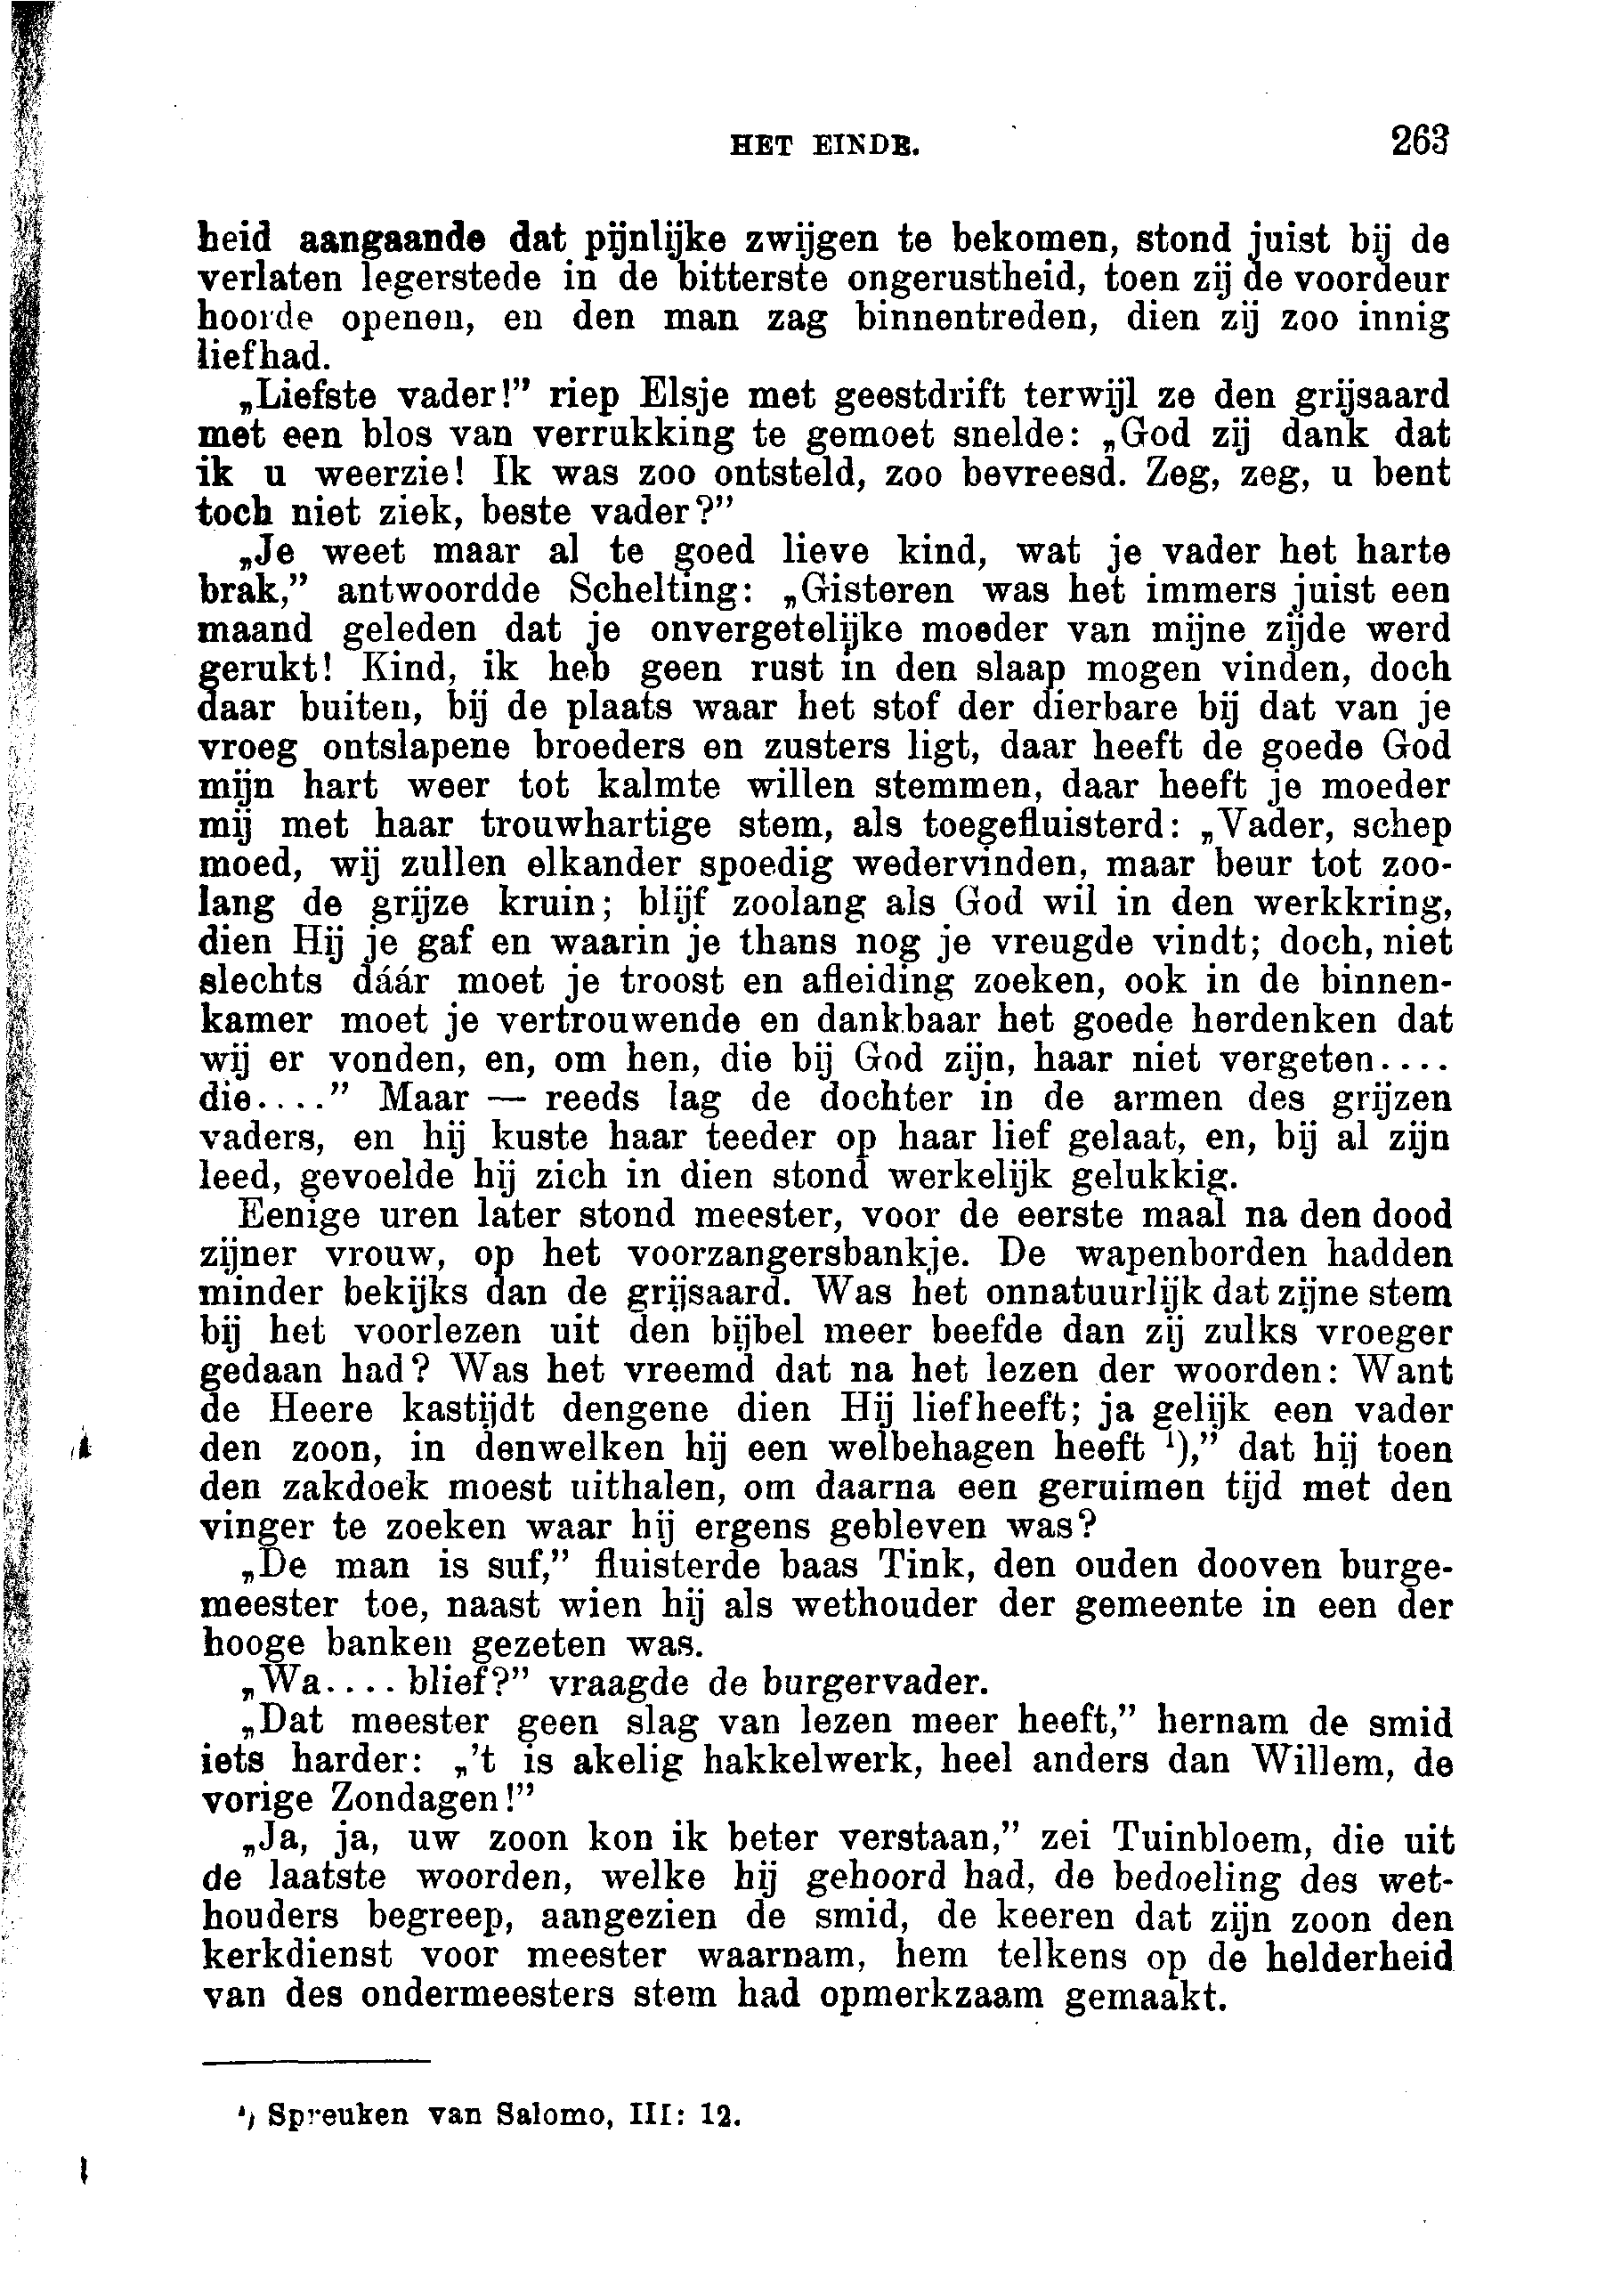 HET EINDE. 263
heid aangaande dat pijnlijke zwijgen te bekomen, stond juist bij de
verlaten legerstede in de bitterste ongerustheid, toen zij de voordeur
hoorde openen, en den man zag binnentreden, dien zij zoo innig
liefhad.
„Liefste vader!” riep Elsje met geestdrift terwijl ze den grijsaard
met een blos van verrukking te gemoet snelde: „God zij dank dat
ik u weerzie! Ik was zoo ontsteld, zoo bevreesd. Zeg, zeg, u bent
toch niet ziek, beste vader?”
„Je weet maar al te goed lieve kind, wat je vader het harte
brak,” antwoordde Schelting: „Gisteren was het immers juist een
maand geleden dat je onvergetelijke moeder van mijne zijde werd
gerukt! Kind, ik heb geen rust in den slaap mogen vinden, doch
daar buiten, bij de plaats waar het stof der dierbare bij dat van je
vroeg ontslapene broeders en zusters ligt, daar heeft de goede God
mijn hart weer tot kalmte willen stemmen, daar heeft je moeder
mij met haar trouwhartige stem, als toegefluisterd: „Vader, schep
moed, wij zullen elkander spoedig wedervinden, maar beur tot zoo-
lang de grijze kruin; blijf zoolang als God wil in den werkkring,
dien Hij je gaf en waarin je thans nog je vreugde vindt; doch, niet
slechts dáár moet je troost en afleiding zoeken, ook in de binnen-
kamer moet je vertrouwende en dankbaar het goede herdenken dat
wij er vonden, en, om hen, die bij God zijn, haar niet vergeten....
die....” Maar — reeds lag de dochter in de armen des grijzen
vaders, en hij kuste haar teeder op haar lief gelaat, en, bij al zijn
leed, gevoelde hij zich in dien stond werkelijk gelukkig.
Eenige uren later stond meester, voor de eerste maal na den dood
zijner vrouw, op het voorzangersbankje. De wapenborden hadden
minder bekijks dan de grijsaard. Was het onnatuurlijk dat zijne stem
bij het voorlezen uit den bijbel meer beefde dan zij zulks vroeger
gedaan had? Was het vreemd dat na het lezen der woorden: Want
de Heere kastijdt dengene dien Hij liefheeft; ja gelijk een vader
den zoon, in denwelken hij een welbehagen heeft ¹),” dat hij toen
den zakdoek moest uithalen, om daarna een geruimen tijd met den
vinger te zoeken waar hij ergens gebleven was?
„De man is suf,” fluisterde baas Tink, den ouden dooven burge-
meester toe, naast wien hij als wethouder der gemeente in een der
hooge banken gezeten was.
„Wa.... blief?” vraagde de burgervader.
„Dat meester geen slag van lezen meer heeft,” hernam de smid
iets harder: „’t is akelig hakkelwerk, heel anders dan Willem, de
vorige Zondagen!”
„Ja, ja, uw zoon kon ik beter verstaan,” zei Tuinbloem, die uit
de laatste woorden, welke hij gehoord had, de bedoeling des wet-
houders begreep, aangezien de smid, de keeren dat zijn zoon den
kerkdienst voor meester waarnam, hem telkens op de helderheid
van des ondermeesters stem had opmerkzaam gemaakt.
¹) Spreuken van Salomo, III: 12.